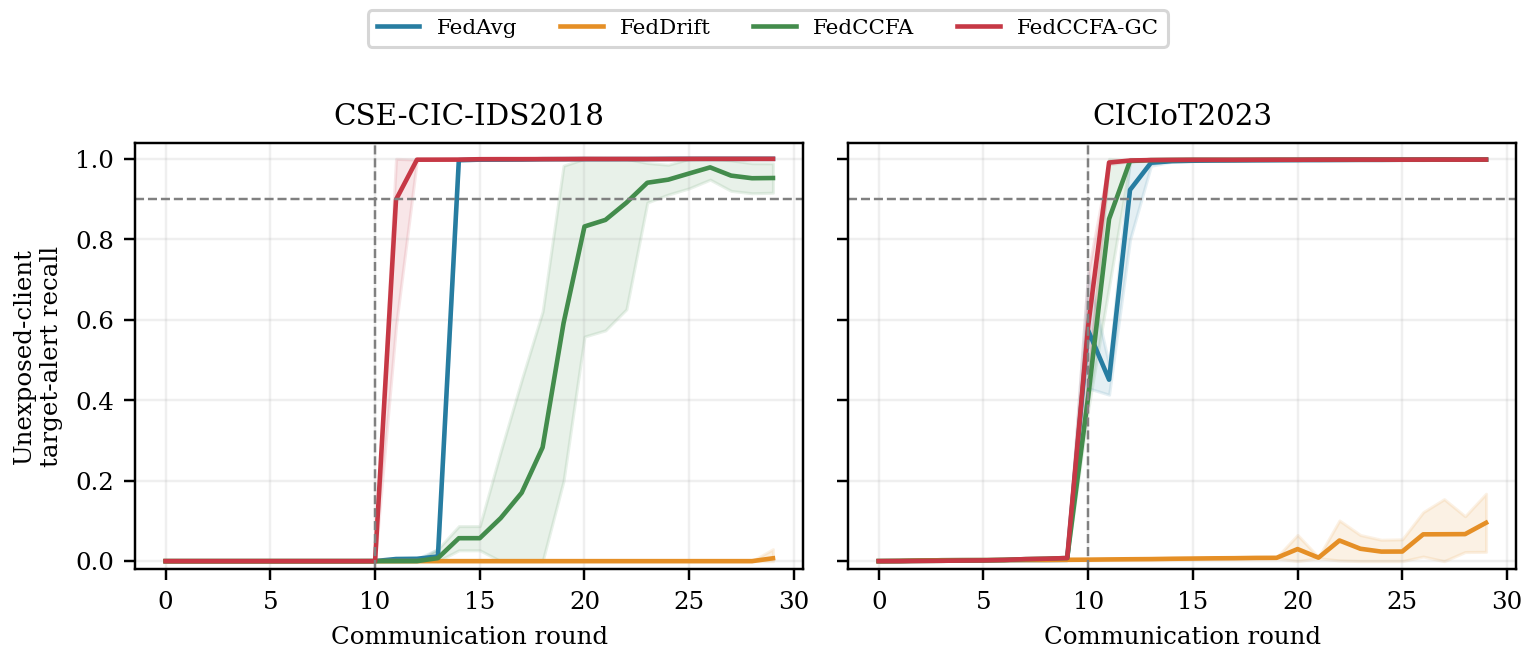 FedAvg FedDrift FedCCFA FedCCFA-GC
CSE-CIC-IDS2018
CICIoT2023
Unexposed-client
target-alert recall
1.0
0.8
0.6
0.4
0.2
0.0
0 5 10 15 20 25 30
0 5 10 15 20 25 30
Communication round
Communication round